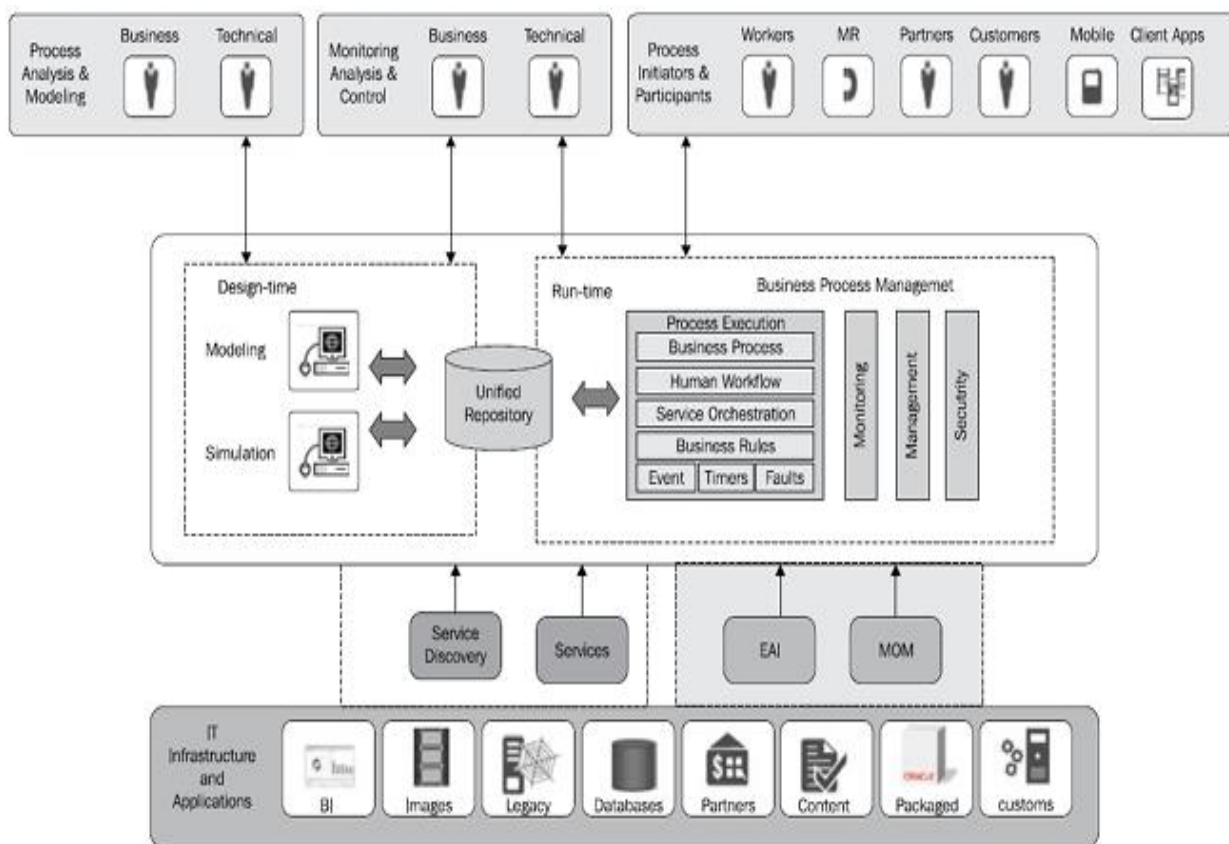 Process
Analysis &
Modeling
Business
Technical
Monitoring
Analysis &
Control
Business
Technical
Process
Initiators &
Participants
Workers
MR
Partners
Customers
Mobile
Client Apps
Design-time
Modeling
Simulation
Unified
Repository
Run-time
Business Process Managemet
Process Execution
Business Process
Human Workflow
Service Orchestration
Business Rules
Event
Timers
Faults
Monitoring
Management
Secutrity
Service
Discovery
Services
EAI
MOM
IT
Infrastructure
and
Applications
BI
Images
Legacy
Databases
Partners
Content
ORACLE
Packaged
customs